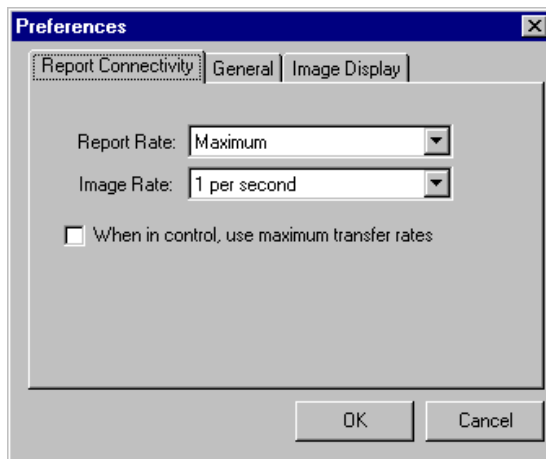 Preferences
Report Connectivity General Image Display
Report Rate: Maximum
Image Rate: 1 per second
When in control, use maximum transfer rates
OK Cancel